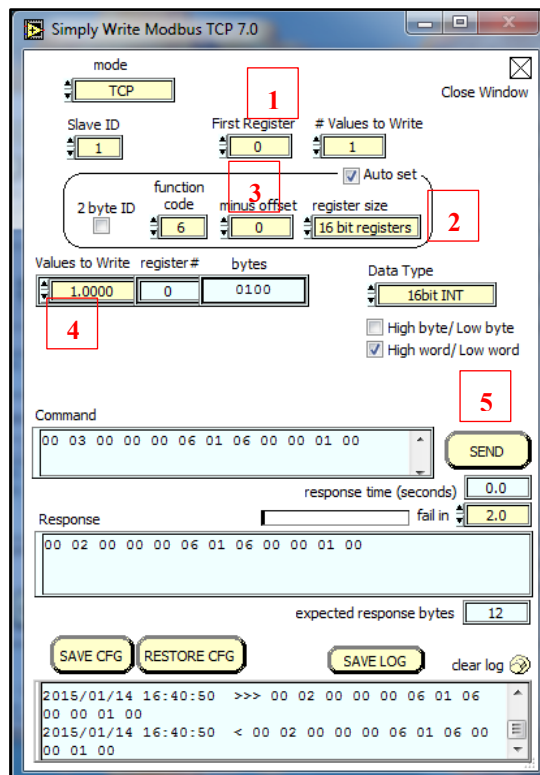 Simply Write Modbus TCP 7.0
mode
TCP
Close Window
1
Slave ID First Register # Values to Write
1 0 1
3
Auto set
2 byte ID function code minus offset register size
6 0 16 bit registers
2
Values to Write register# bytes
1.0000 0 0100
4
Data Type
16bit INT
High byte/ Low byte
High word/ Low word
5
Command
00 03 00 00 00 06 01 06 00 00 01 00
SEND
response time (seconds) 0.0
Response fail in 2.0
00 02 00 00 00 06 01 06 00 00 01 00
expected response bytes 12
SAVE CFG RESTORE CFG SAVE LOG clear log
2015/01/14 16:40:50 >>> 00 02 00 00 00 06 01 06
00 00 01 00
2015/01/14 16:40:50 < 00 02 00 00 00 06 01 06 00
00 01 00